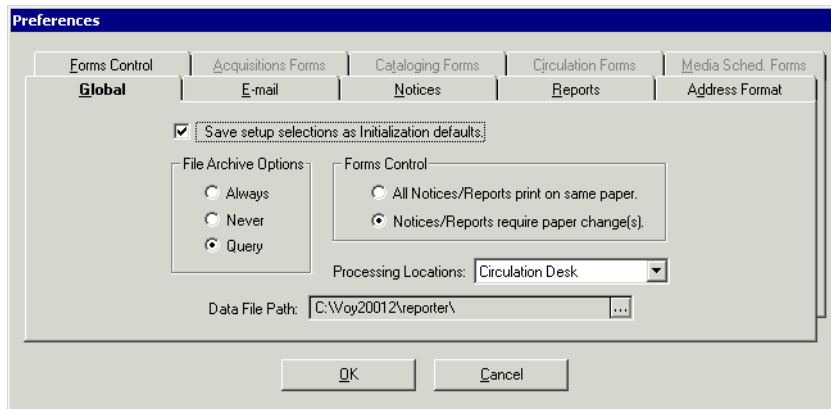 Preferences
Forms Control Acquisitions Forms Cataloging Forms Circulation Forms Media Sched. Forms
Global E-mail Notices Reports Address Format
Save setup selections as Initialization defaults.
File Archive Options Forms Control
Always All Notices/Reports print on same paper.
Never Notices/Reports require paper change(s).
Query
Processing Locations: Circulation Desk
Data File Path: C:\Voy20012\reporter\ ...
OK Cancel